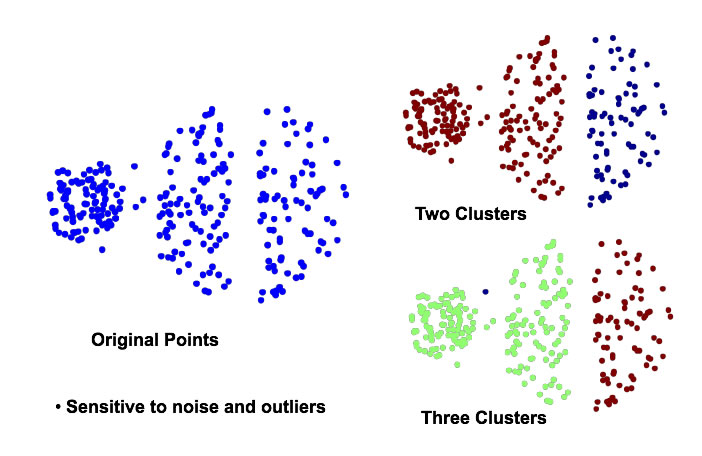 Original Points
• Sensitive to noise and outliers
Two Clusters
Three Clusters